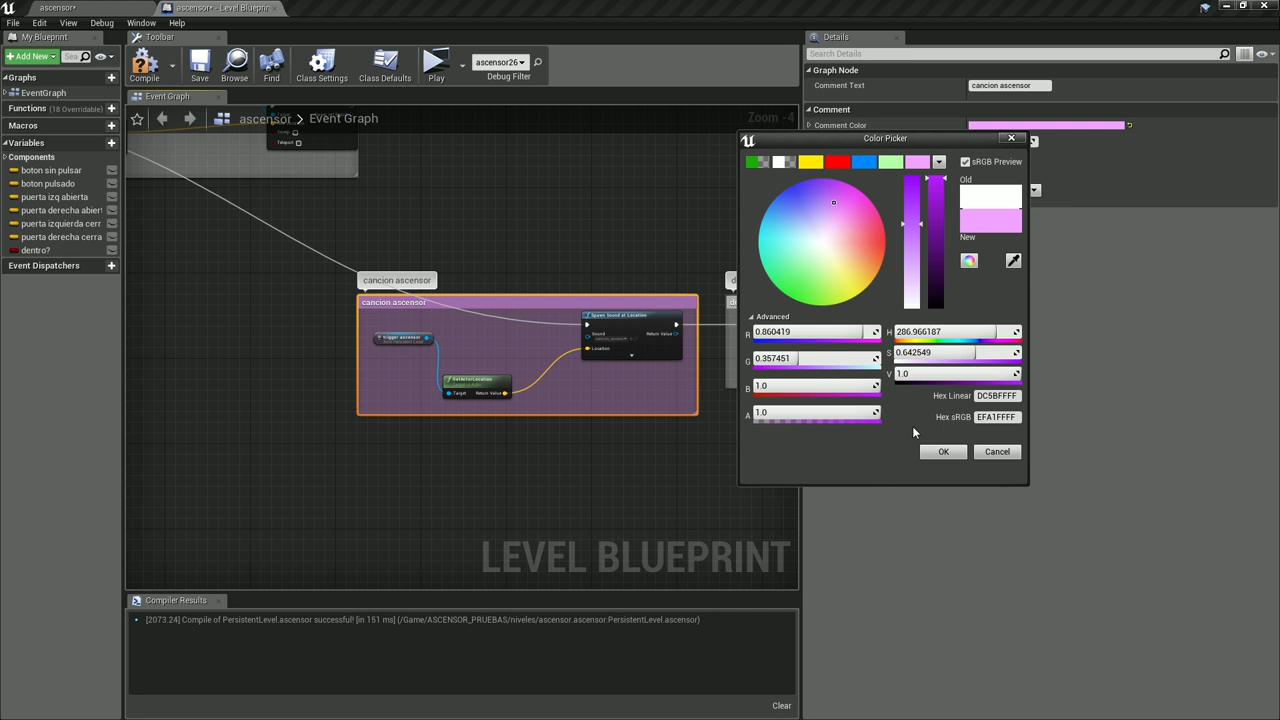 ascensor*
ascensor* - Level Blueprint
File Edit View Debug Window Help
My Blueprint
Toolbar
Details
Add New
Sea
Compile
Save
Browse
Find
Class Settings
Class Defaults
Play
ascensor26
Debug Filter
Search Details
Graph Node
Comment Text
cancion ascensor
Comment
Comment Color
Graphs
EventGraph
Functions (18 Overridable)
Macros
Variables
Components
boton sin pulsar
boton pulsado
puerta izq abierta
puerta derecha abiert
puerta izquierda cerr
puerta derecha cerra
dentro?
Event Dispatchers
Event Graph
ascensor > Event Graph
Zoom -4
Teleport
cancion ascensor
cancion ascensor
trigger ascensor
GetActorLocation
Target
Return Value
Spawn Sound at Location
Sound
Return Value
Location
LEVEL BLUEPRINT
Color Picker
sRGB Preview
Old
New
Advanced
R 0.860419
G 0.357451
B 1.0
A 1.0
H 286.966187
S 0.642549
V 1.0
Hex Linear DC5BFFFF
Hex sRGB EFA1FFFF
OK
Cancel
Compiler Results
[2073.24] Compile of PersistentLevel.ascensor successful! [in 151 ms] (/Game/ASCENSOR_PRUEBAS/niveles/ascensor.ascensor:PersistentLevel.ascensor)
Clear